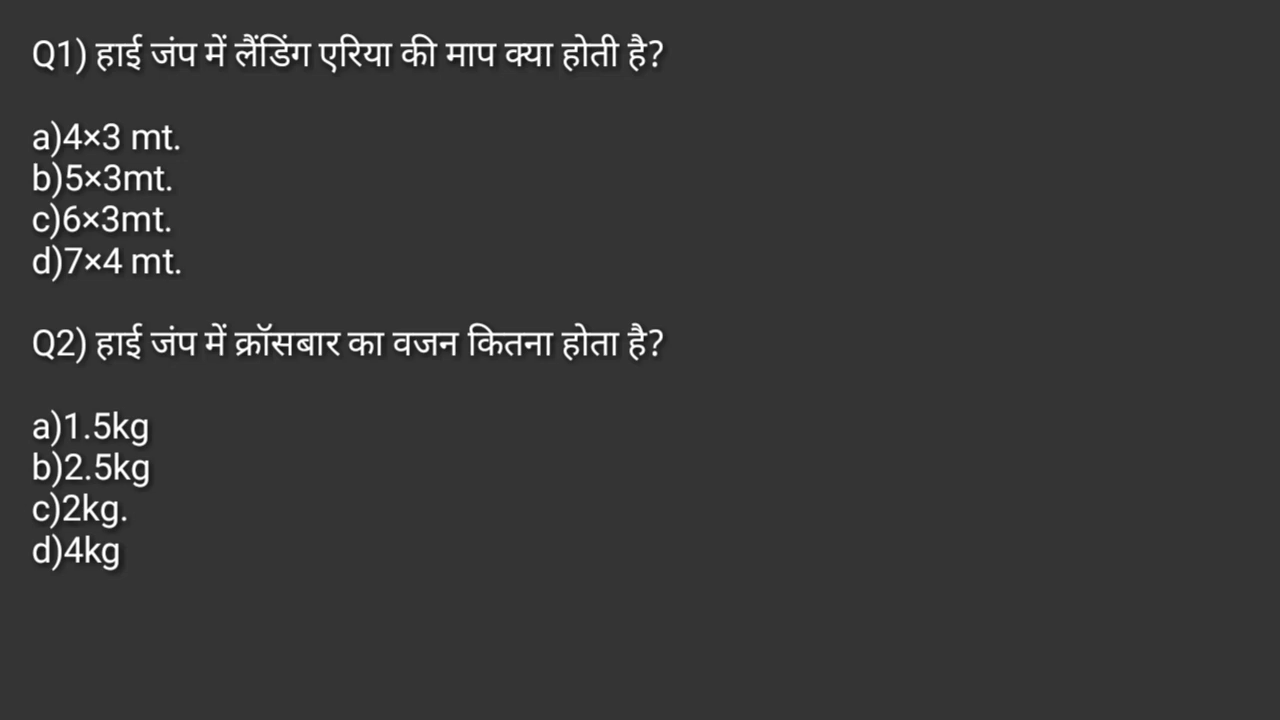 Q1) हाई जंप में लैंडिंग एरिया की माप क्या होती है?
a)4×3 mt.
b)5×3mt.
c)6×3mt.
d)7×4 mt.
Q2) हाई जंप में क्रॉसबार का वजन कितना होता है?
a)1.5kg
b)2.5kg
c)2kg.
d)4kg